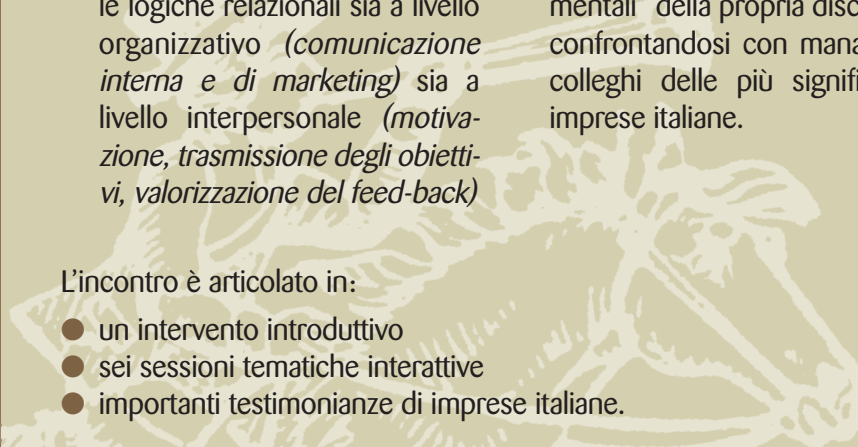 le logiche relazionali sia a livello
organizzativo (comunicazione
interna e di marketing) sia a
livello interpersonale (motiva-
zione, trasmissione degli obietti-
vi, valorizzazione del feed-back)
mentali della propria
confrontandosi con
colleghi delle più
imprese italiane.
L'incontro è articolato in:
● un intervento introduttivo
● sei sessioni tematiche interattive
● importanti testimonianze di imprese italiane.